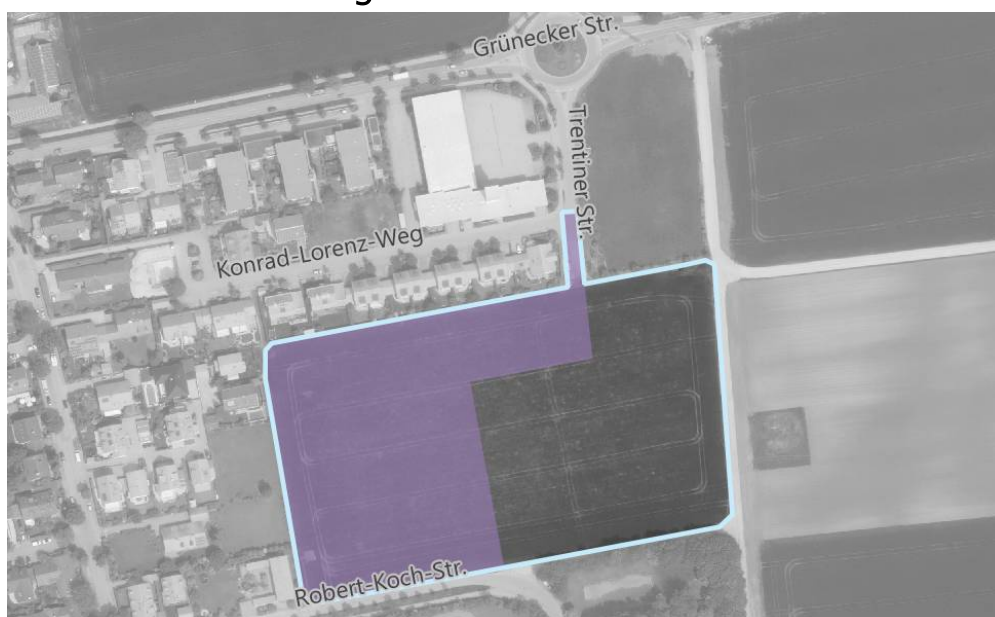 Grünecker Str.
Trentiner Str.
Konrad-Lorenz-Weg
Robert-Koch-Str.